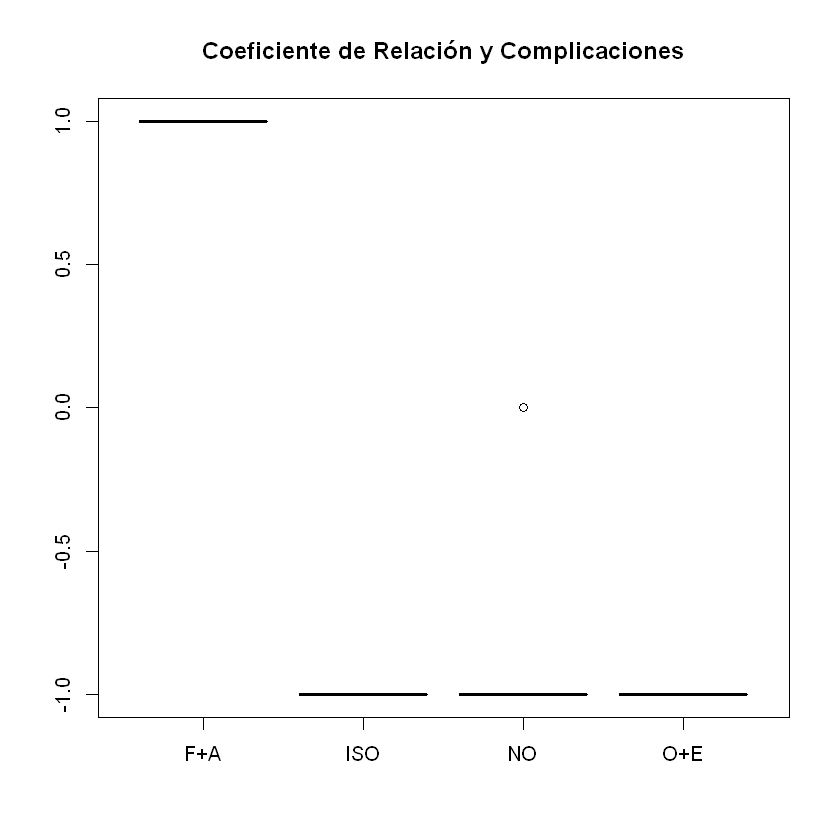 Coeficiente de Relación y Complicaciones
1.0
0.5
0.0
-0.5
-1.0
F+A ISO NO O+E